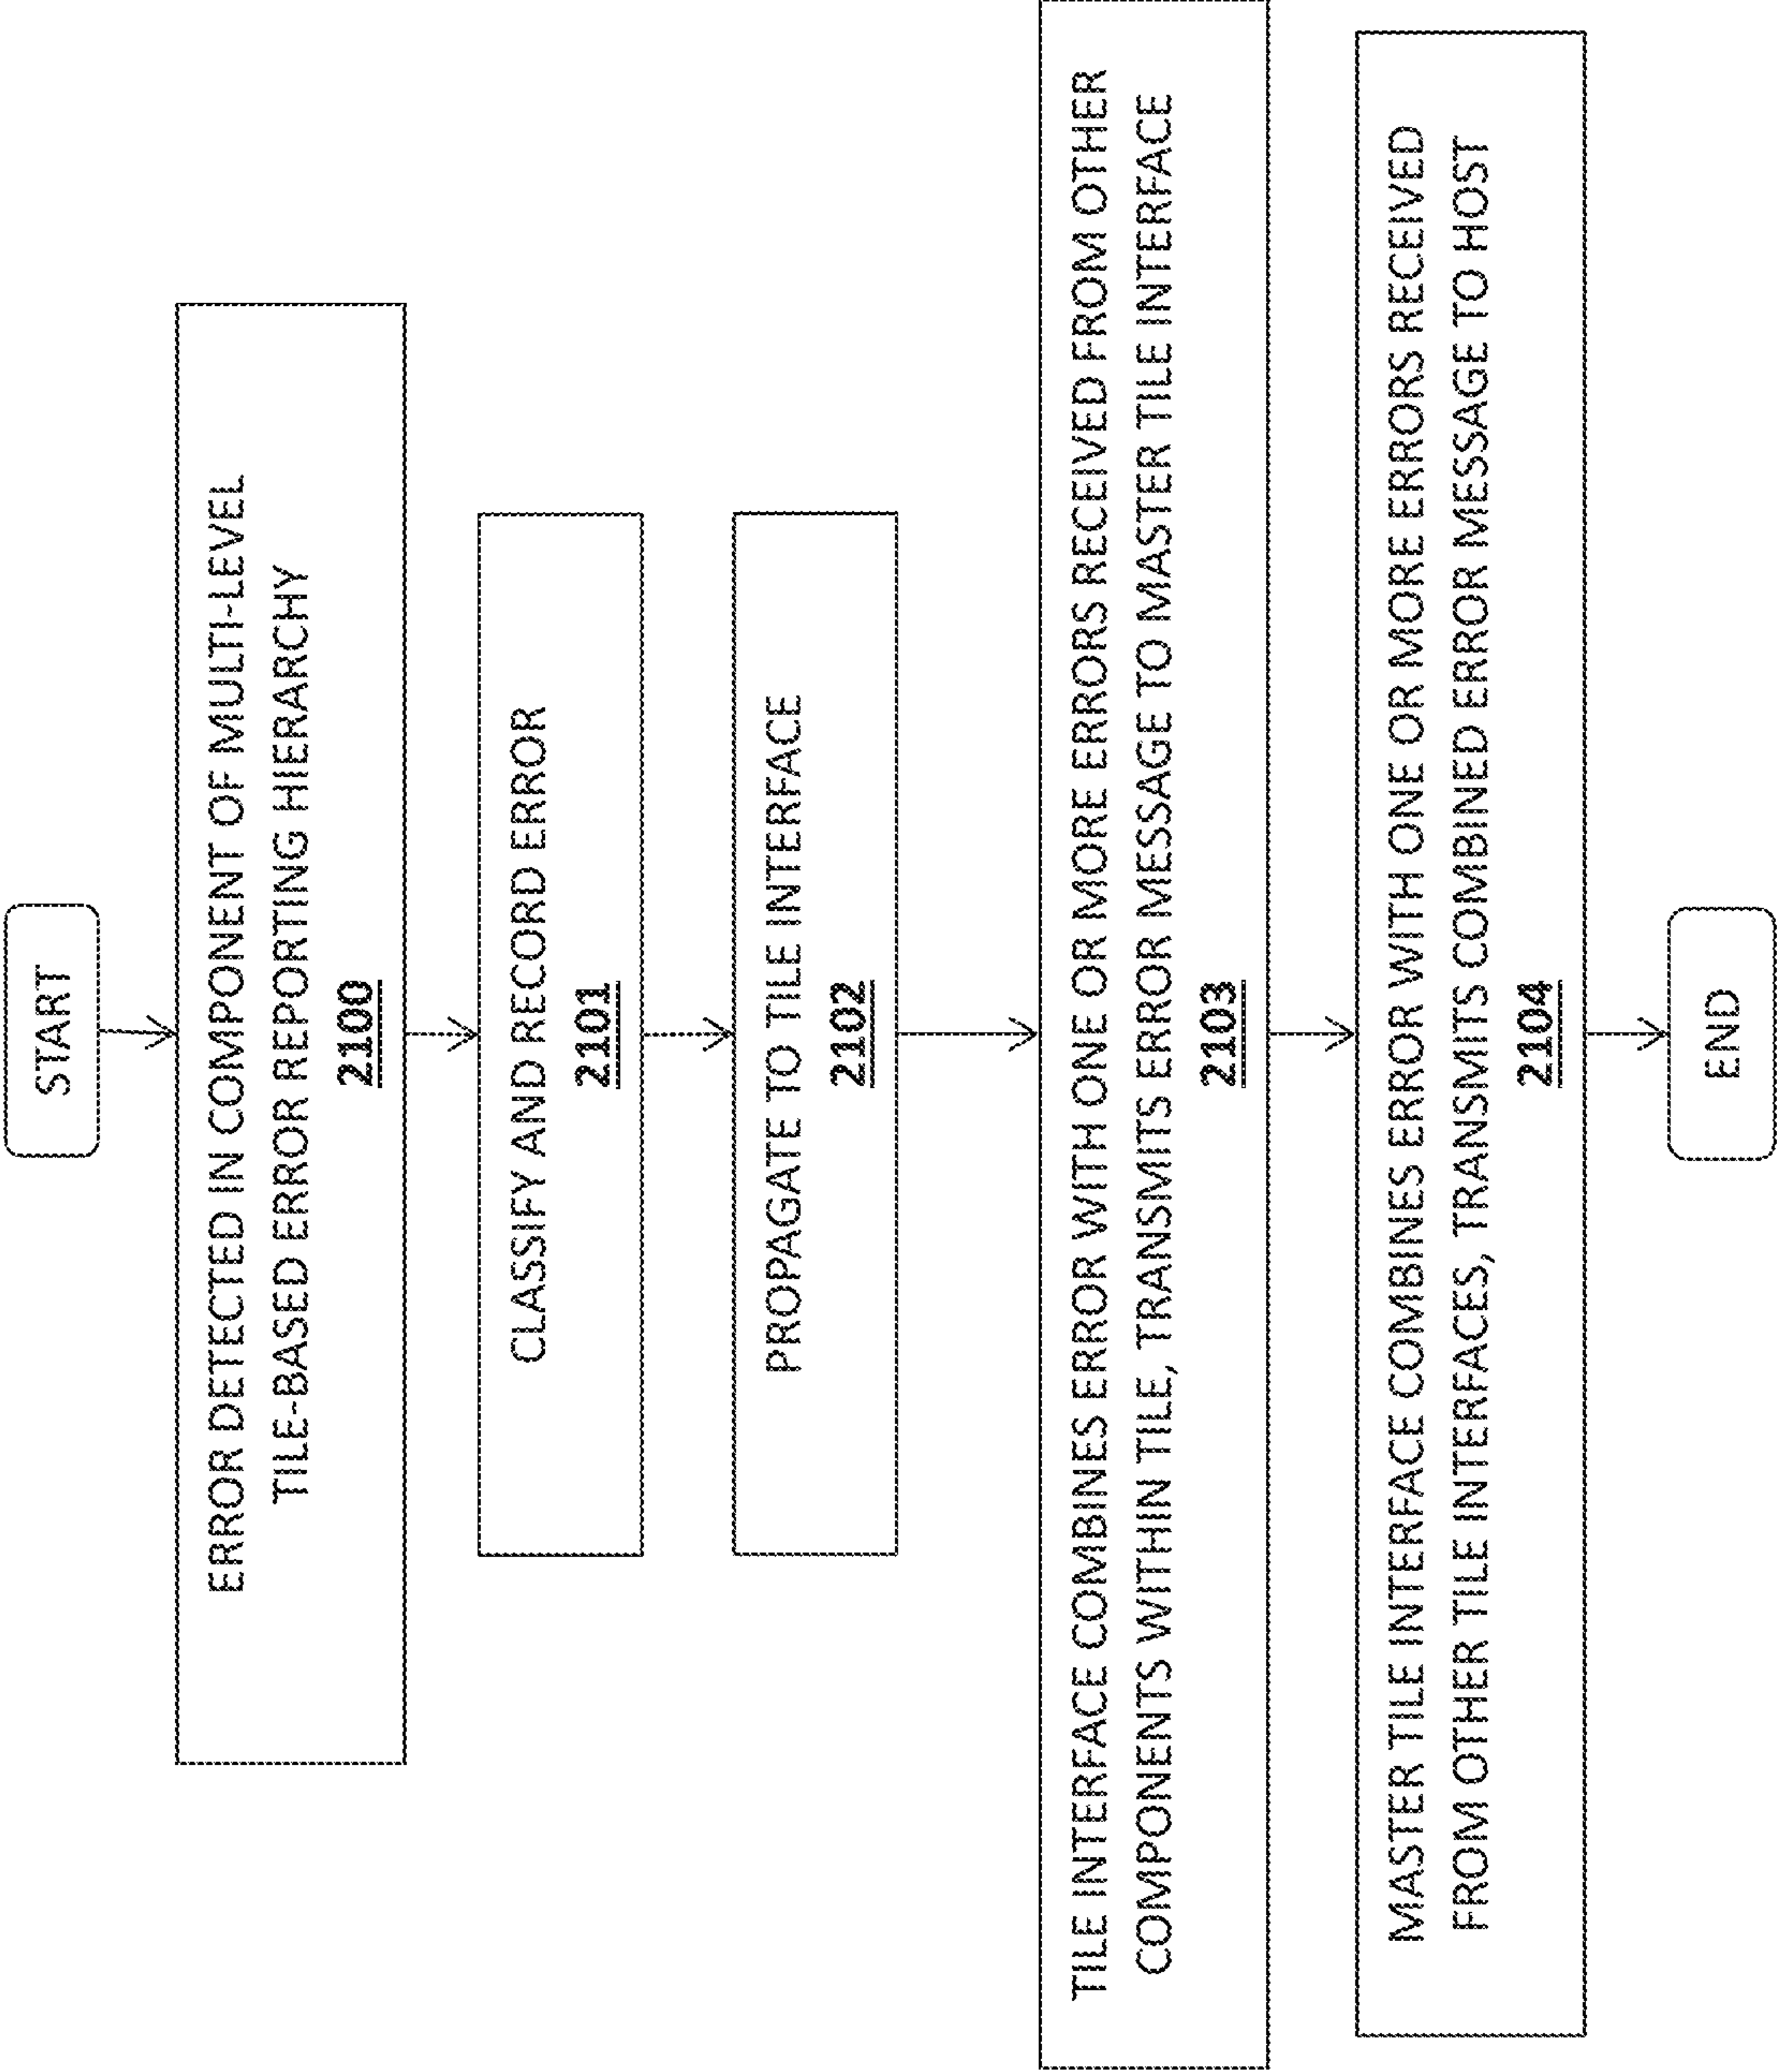 START
ERROR DETECTED IN COMPONENT OF MULTI-LEVEL
TILE-BASED ERROR REPORTING HIERARCHY
2100
CLASSIFY AND RECORD ERROR
2101
PROPAGATE TO TILE INTERFACE
2102
TILE INTERFACE COMBINES ERROR WITH ONE OR MORE ERRORS RECEIVED FROM OTHER
COMPONENTS WITHIN TILE, TRANSMITS ERROR MESSAGE TO MASTER TILE INTERFACE
2103
MASTER TILE INTERFACE COMBINES ERROR WITH ONE OR MORE ERRORS RECEIVED
FROM OTHER TILE INTERFACES, TRANSMITS COMBINED ERROR MESSAGE TO HOST
2104
END